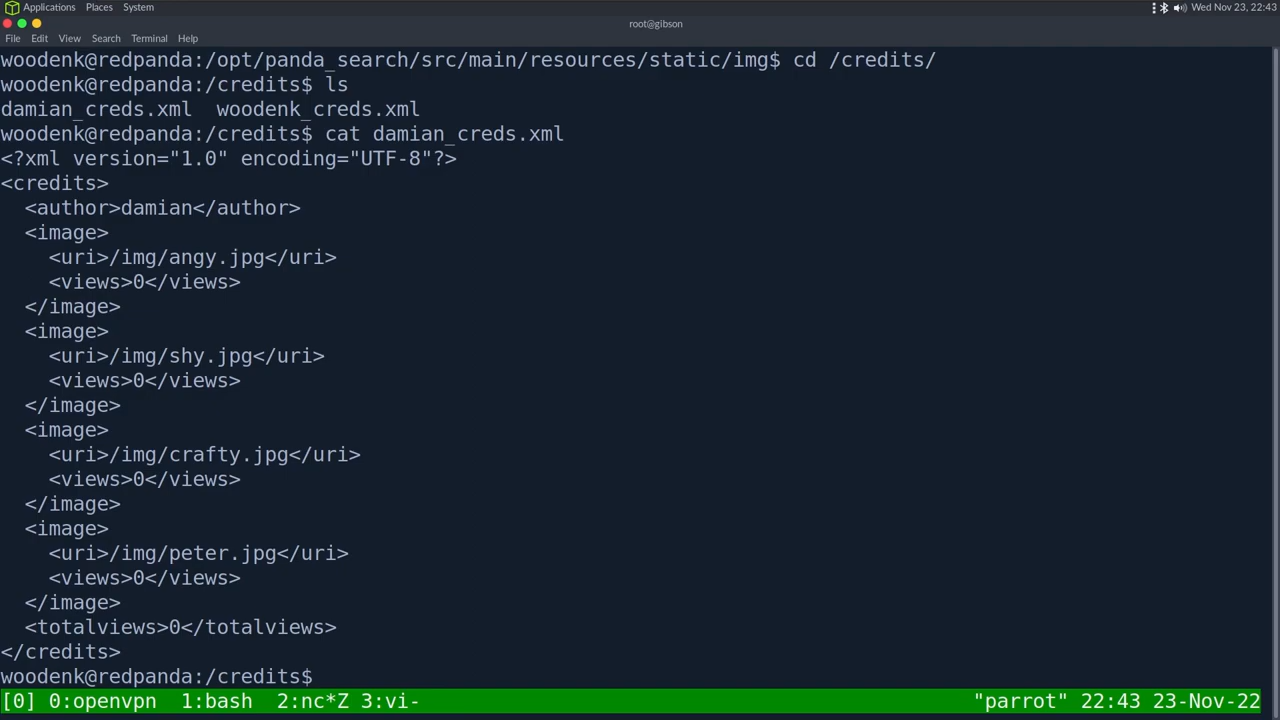 Applications Places System Wed Nov 23, 22:43
root@gibson
File Edit View Search Terminal Help
woodenk@redpanda:/opt/panda_search/src/main/resources/static/img$ cd /credits/
woodenk@redpanda:/credits$ ls
damian_creds.xml  woodenk_creds.xml
woodenk@redpanda:/credits$ cat damian_creds.xml
<?xml version="1.0" encoding="UTF-8"?>
<credits>
  <author>damian</author>
  <image>
    <uri>/img/angy.jpg</uri>
    <views>0</views>
  </image>
  <image>
    <uri>/img/shy.jpg</uri>
    <views>0</views>
  </image>
  <image>
    <uri>/img/crafty.jpg</uri>
    <views>0</views>
  </image>
  <image>
    <uri>/img/peter.jpg</uri>
    <views>0</views>
  </image>
  <totalviews>0</totalviews>
</credits>
woodenk@redpanda:/credits$
[0] 0:openvpn  1:bash  2:nc*Z 3:vi- "parrot" 22:43 23-Nov-22